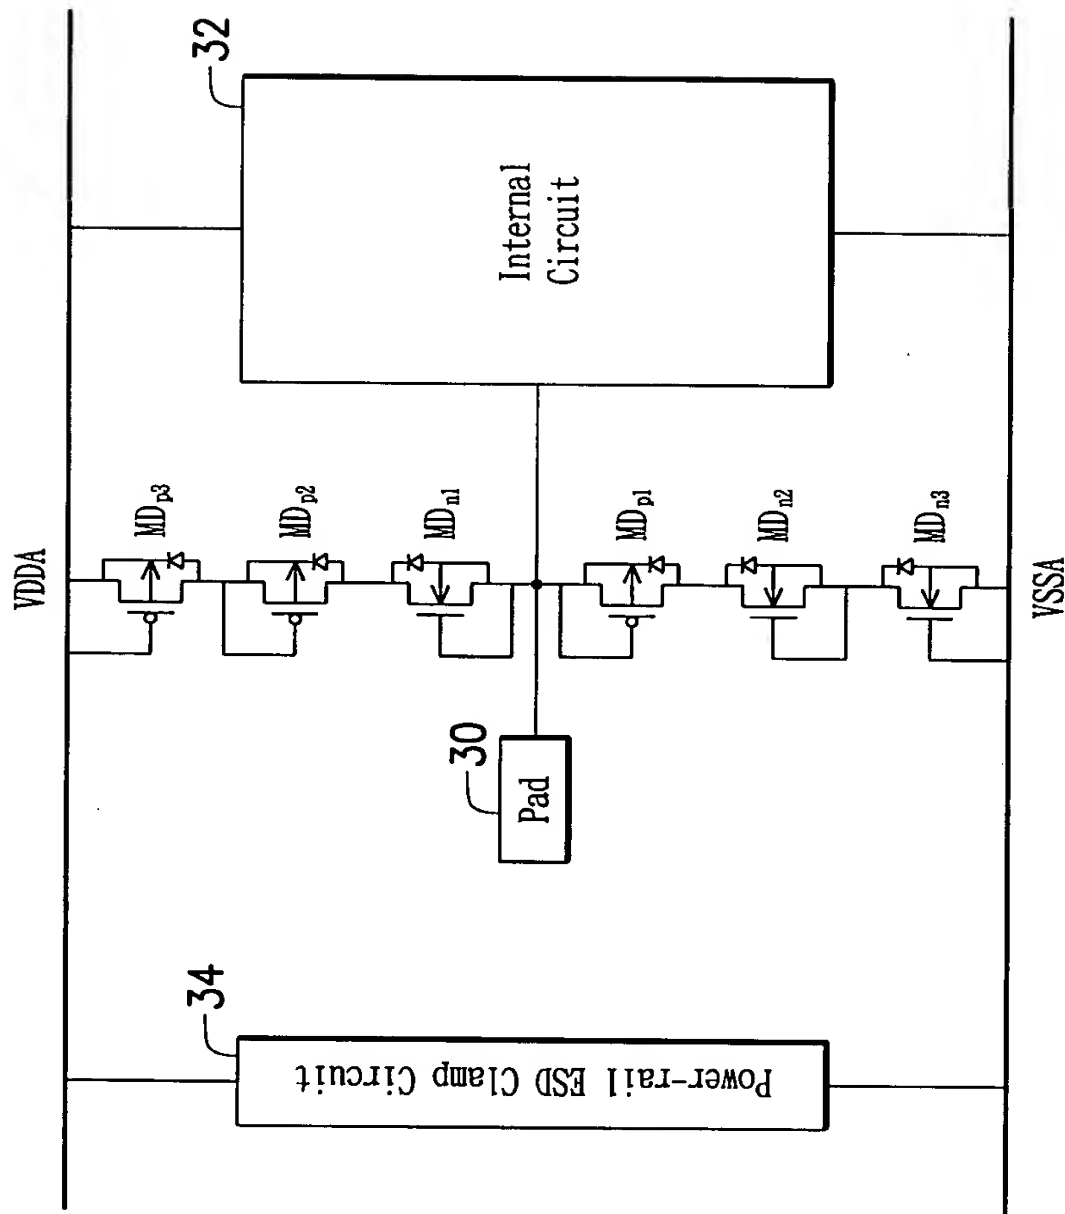 VDDA
32
MDp3
MDp2
MDn1
Internal
Circuit
30
Pad
MDp1
MDn2
MDn3
34
Power-rail ESD Clamp Circuit
VSSA